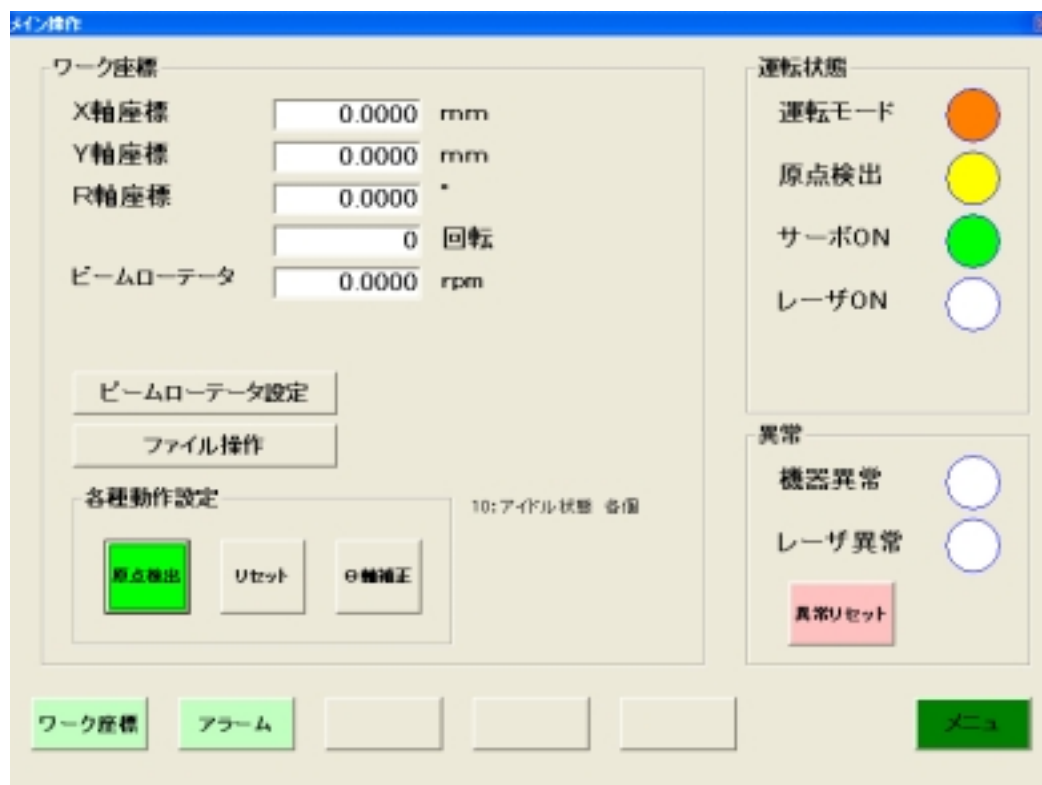 メイン操作
ワーク座標
X軸座標 0.0000 mm
Y軸座標 0.0000 mm
R軸座標 0.0000 °
0 回転
ビームローテータ 0.0000 rpm
ビームローテータ設定
ファイル操作
各種動作設定
原点検出 リセット Θ軸補正
10:アイドル状態 各個
運転状態
運転モード
原点検出
サーボON
レーザON
異常
機器異常
レーザ異常
異常リセット
ワーク座標 アラーム メニュ